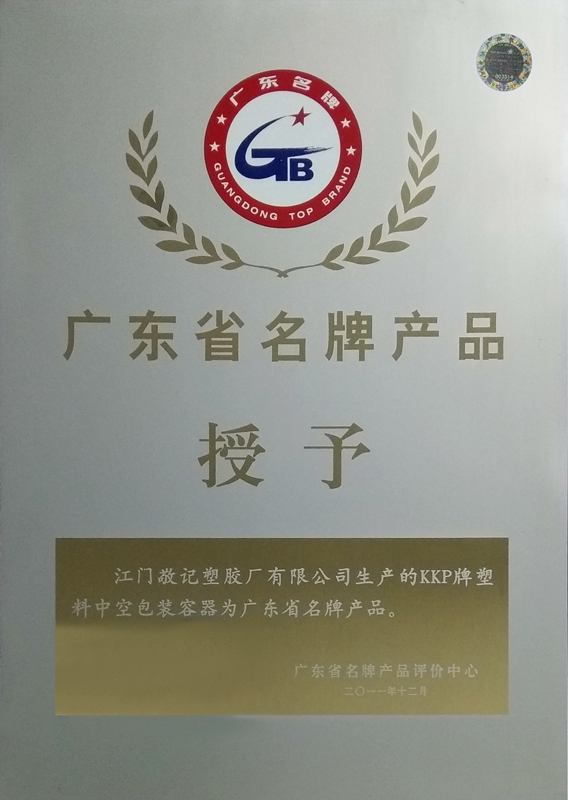 广东名牌
GTB
GUANGDONG TOP BRAND
广东省名牌产品
授予
江门敬记塑胶厂有限公司生产的KKP牌塑
料中空包装容器为广东省名牌产品。
广东省名牌产品评价中心
二〇一一年十二月